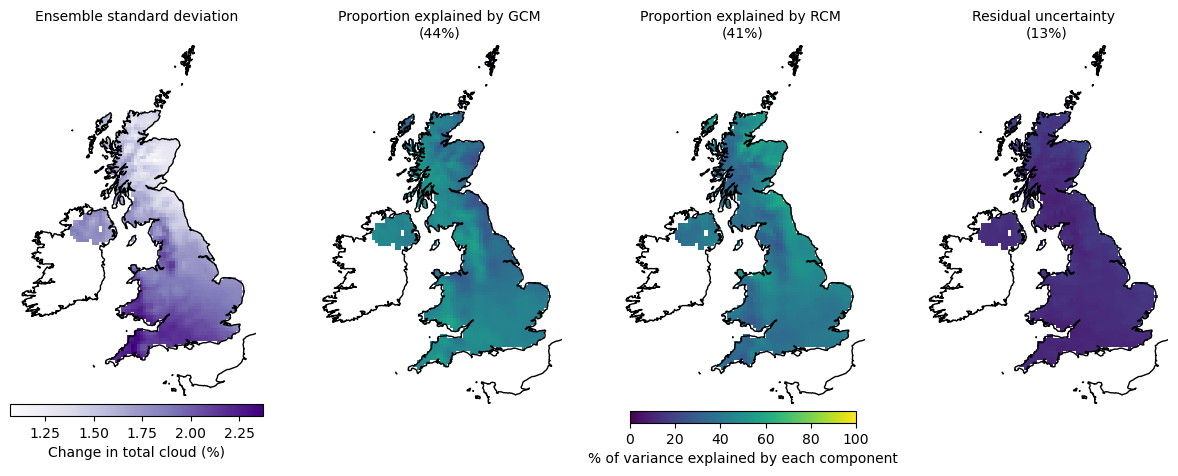 Ensemble standard deviation
Proportion explained by GCM
(44%)
Proportion explained by RCM
(41%)
Residual uncertainty
(13%)
1.25 1.50 1.75 2.00 2.25
Change in total cloud (%)
0 20 40 60 80 100
% of variance explained by each component